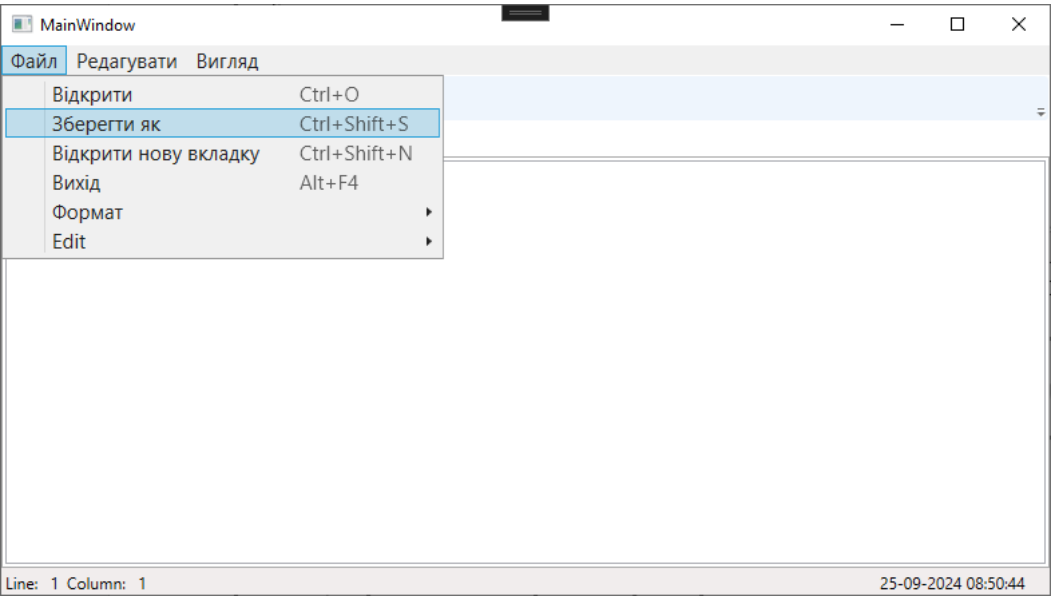 MainWindow
Файл Редагувати Вигляд
Відкрити Ctrl+O
Зберегти як Ctrl+Shift+S
Відкрити нову вкладку Ctrl+Shift+N
Вихід Alt+F4
Формат
Edit
Line: 1 Column: 1 25-09-2024 08:50:44